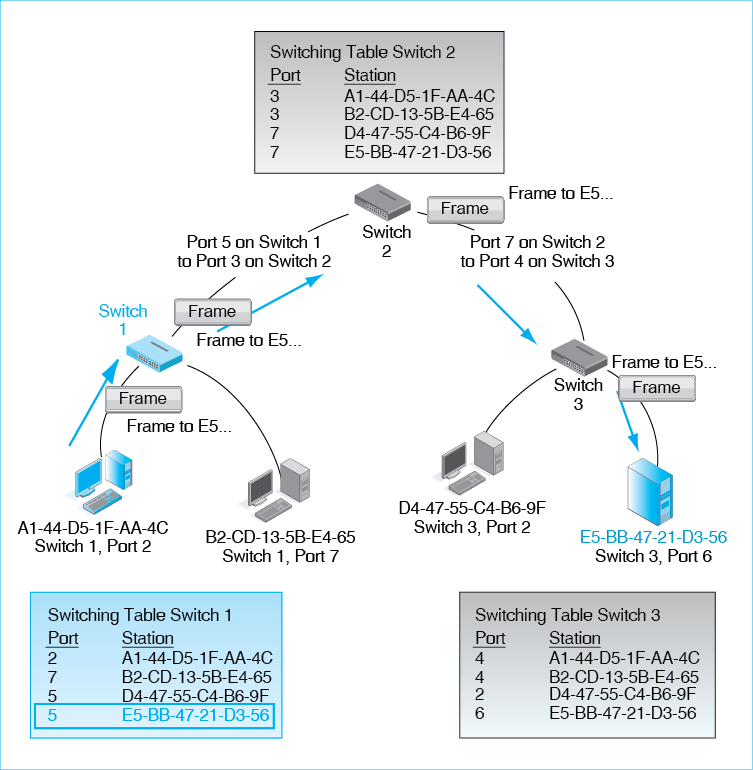 Switching Table Switch 2
Port Station
3 A1-44-D5-1F-AA-4C
3 B2-CD-13-5B-E4-65
7 D4-47-55-C4-B6-9F
7 E5-BB-47-21-D3-56
Frame to E5...
Frame
Switch
2
Port 5 on Switch 1
to Port 3 on Switch 2
Port 7 on Switch 2
to Port 4 on Switch 3
Switch
1
Frame
Frame to E5...
Frame to E5...
Switch
3
Frame
Frame
Frame to E5...
A1-44-D5-1F-AA-4C
Switch 1, Port 2
B2-CD-13-5B-E4-65
Switch 1, Port 7
D4-47-55-C4-B6-9F
Switch 3, Port 2
E5-BB-47-21-D3-56
Switch 3, Port 6
Switching Table Switch 1
Port Station
2 A1-44-D5-1F-AA-4C
7 B2-CD-13-5B-E4-65
5 D4-47-55-C4-B6-9F
5 E5-BB-47-21-D3-56
Switching Table Switch 3
Port Station
4 A1-44-D5-1F-AA-4C
4 B2-CD-13-5B-E4-65
2 D4-47-55-C4-B6-9F
6 E5-BB-47-21-D3-56